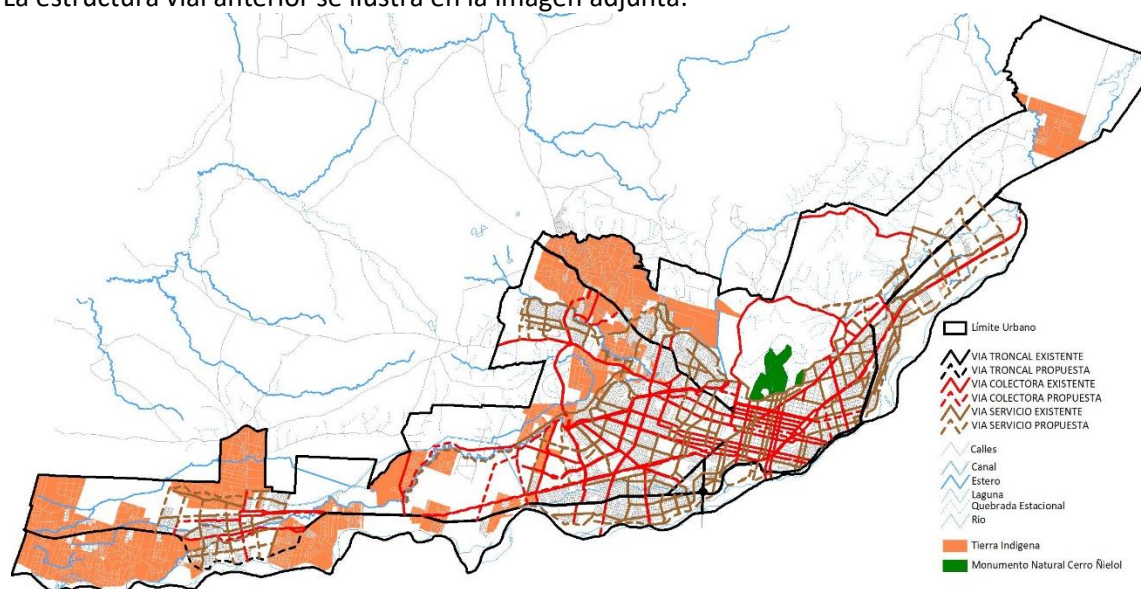 La estructura vial anterior se ilustra en la imagen adjunta:
Límite Urbano
VIA TRONCAL EXISTENTE
VIA TRONCAL PROPUESTA
VIA COLECTORA EXISTENTE
VIA COLECTORA PROPUESTA
VIA SERVICIO EXISTENTE
VIA SERVICIO PROPUESTA
Calles
Canal
Estero
Laguna
Quebrada Estacional
Rio
Tierra Indigena
Monumento Natural Cerro Ñielol